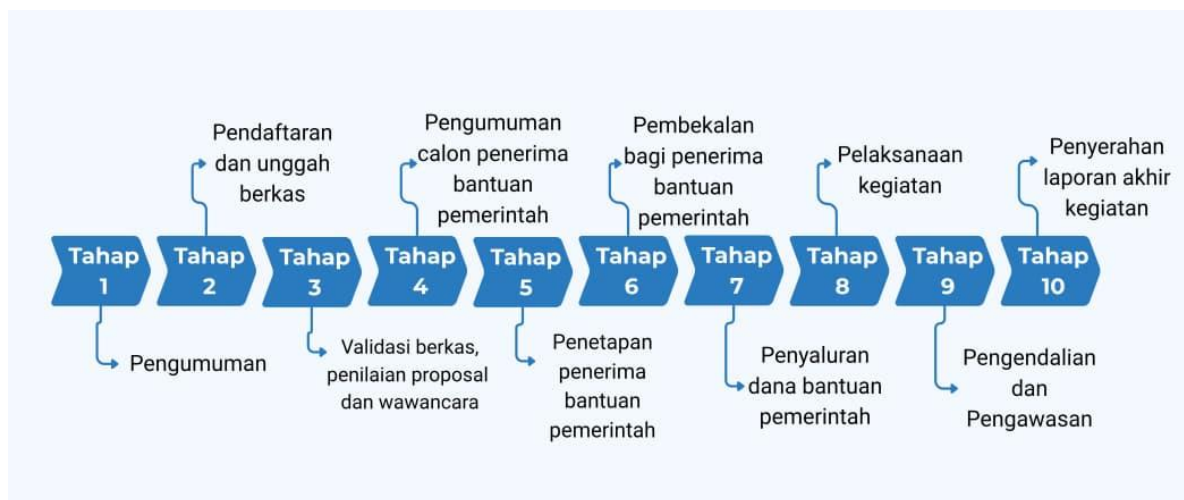 Pendaftaran
dan unggah
berkas
Pengumuman
calon penerima
bantuan
pemerintah
Pembekalan
bagi penerima
bantuan
pemerintah
Pelaksanaan
kegiatan
Penyerahan
laporan akhir
kegiatan
Tahap
1
Tahap
2
Tahap
3
Tahap
4
Tahap
5
Tahap
6
Tahap
7
Tahap
8
Tahap
9
Tahap
10
Pengumuman
Validasi berkas,
penilaian proposal
dan wawancara
Penetapan
penerima
bantuan
pemerintah
Penyaluran
dana bantuan
pemerintah
Pengendalian
dan
Pengawasan